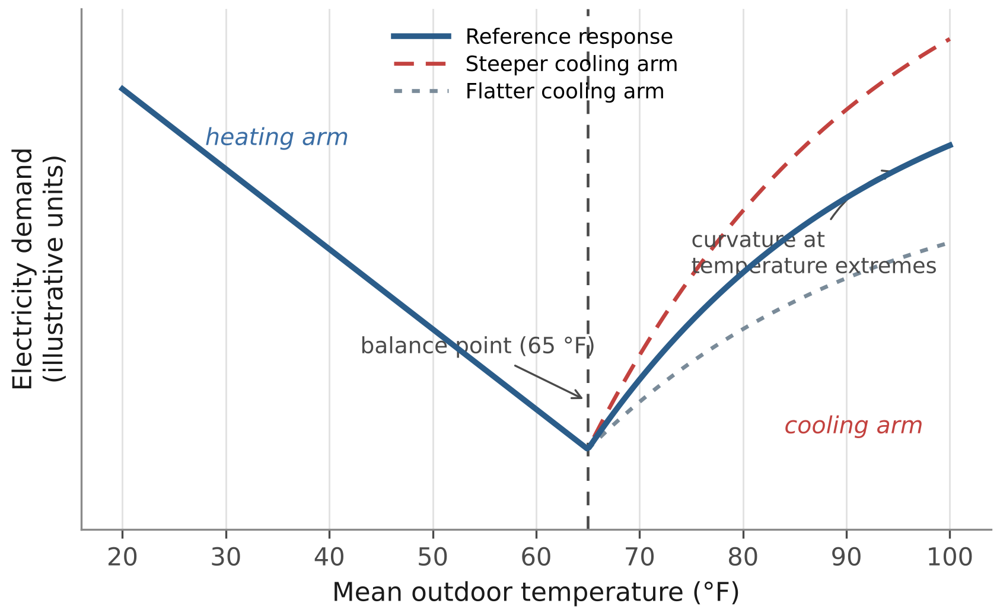 Reference response
Steeper cooling arm
Flatter cooling arm
heating arm
curvature at
temperature extremes
balance point (65 °F)
cooling arm
Electricity demand
(illustrative units)
20 30 40 50 60 70 80 90 100
Mean outdoor temperature (°F)